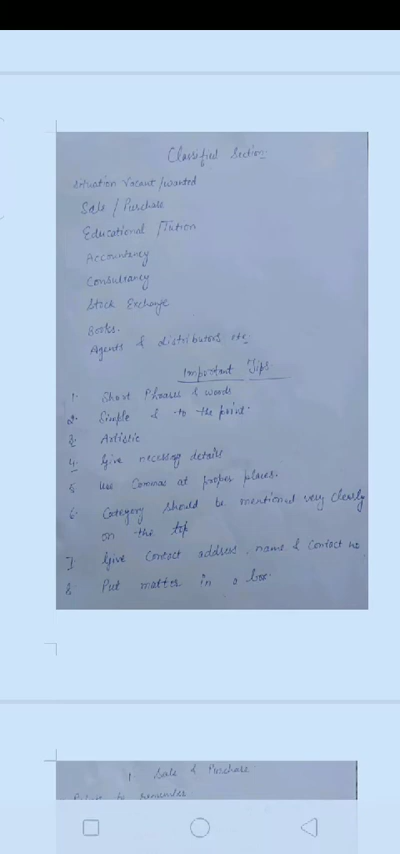 Classified Section
Situation Vacant/wanted
Sale / Purchase
Educational /Tution
Accountancy
Consultancy
Stock Exchange
Books.
Agents & distributors etc
Important Tips
1. Short Phrases & words
2. Simple & to the point.
3. Artistic
4. Give necessary details
5 Use Commas at proper places.
6. Category should be mentioned very clearly
on the top
7. Give Contact address, name & Contact no
8. Put matter in a box.
1. Sale & Purchase
to remember